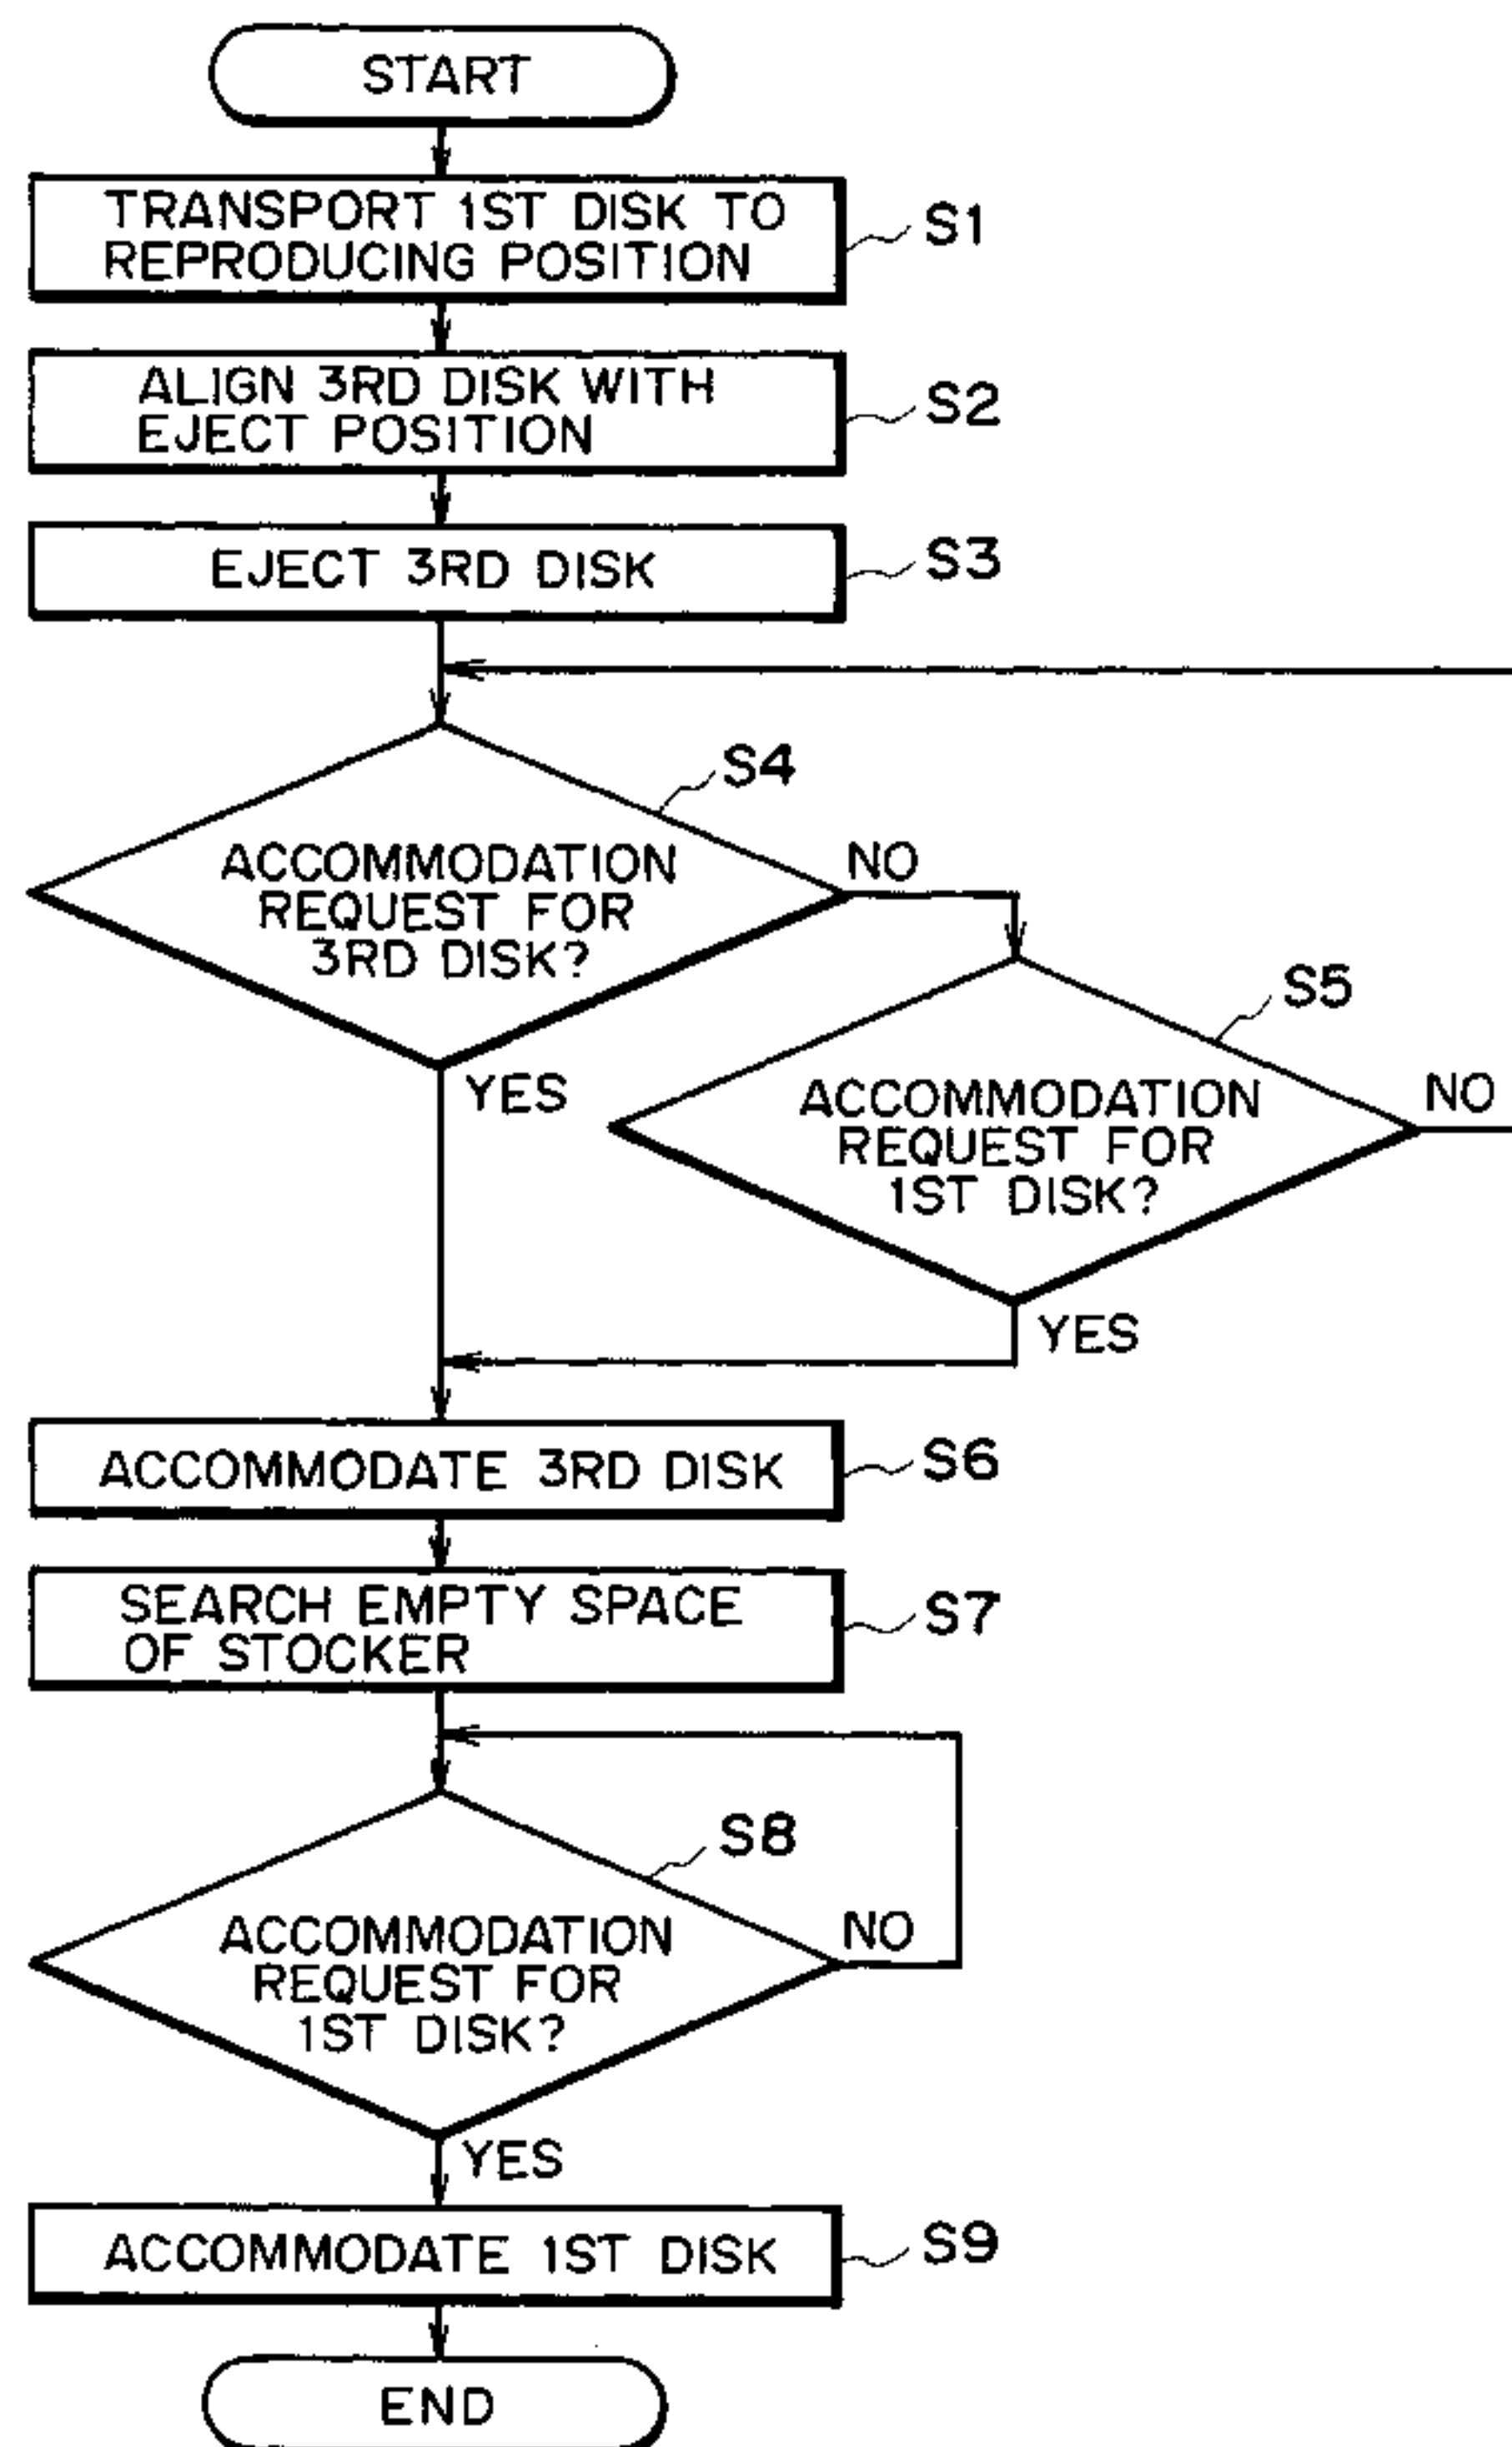 START
TRANSPORT 1ST DISK TO
REPRODUCING POSITION
S1
ALIGN 3RD DISK WITH
EJECT POSITION
S2
EJECT 3RD DISK
S3
S4
ACCOMMODATION
REQUEST FOR
3RD DISK?
NO
YES
S5
ACCOMMODATION
REQUEST FOR
1ST DISK?
NO
YES
ACCOMMODATE 3RD DISK
S6
SEARCH EMPTY SPACE
OF STOCKER
S7
S8
ACCOMMODATION
REQUEST FOR
1ST DISK?
NO
YES
ACCOMMODATE 1ST DISK
S9
END